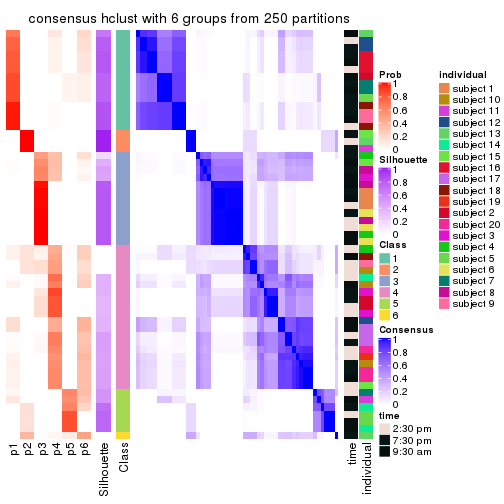 consensus hclust with 6 groups from 250 partitions
Prob
1
0.8
0.6
0.4
0.2
0
Silhouette
1
0.8
0.6
0.4
0.2
0
Class
1
2
3
4
5
6
Consensus
1
0.8
0.6
0.4
0.2
0
time
2:30 pm
7:30 pm
9:30 am
individual
subject 1
subject 10
subject 11
subject 12
subject 13
subject 14
subject 15
subject 16
subject 17
subject 18
subject 19
subject 2
subject 20
subject 3
subject 4
subject 5
subject 6
subject 7
subject 8
subject 9
p1
p2
p3
p4
p5
p6
Silhouette
Class
time
individual